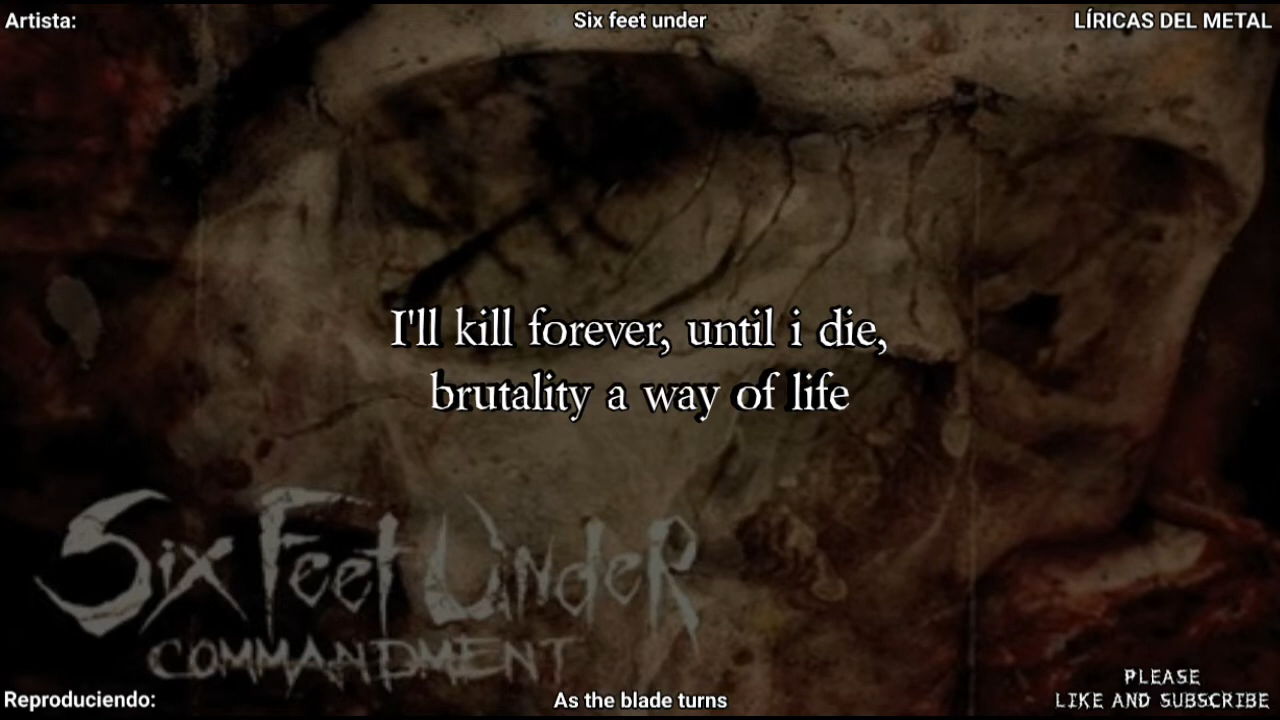 Artista:
Six feet under
LÍRICAS DEL METAL
I'll kill forever, until i die,
brutality a way of life
Six Feet Under
COMMANDMENT
PLEASE
LIKE AND SUBSCRIBE
Reproduciendo:
As the blade turns